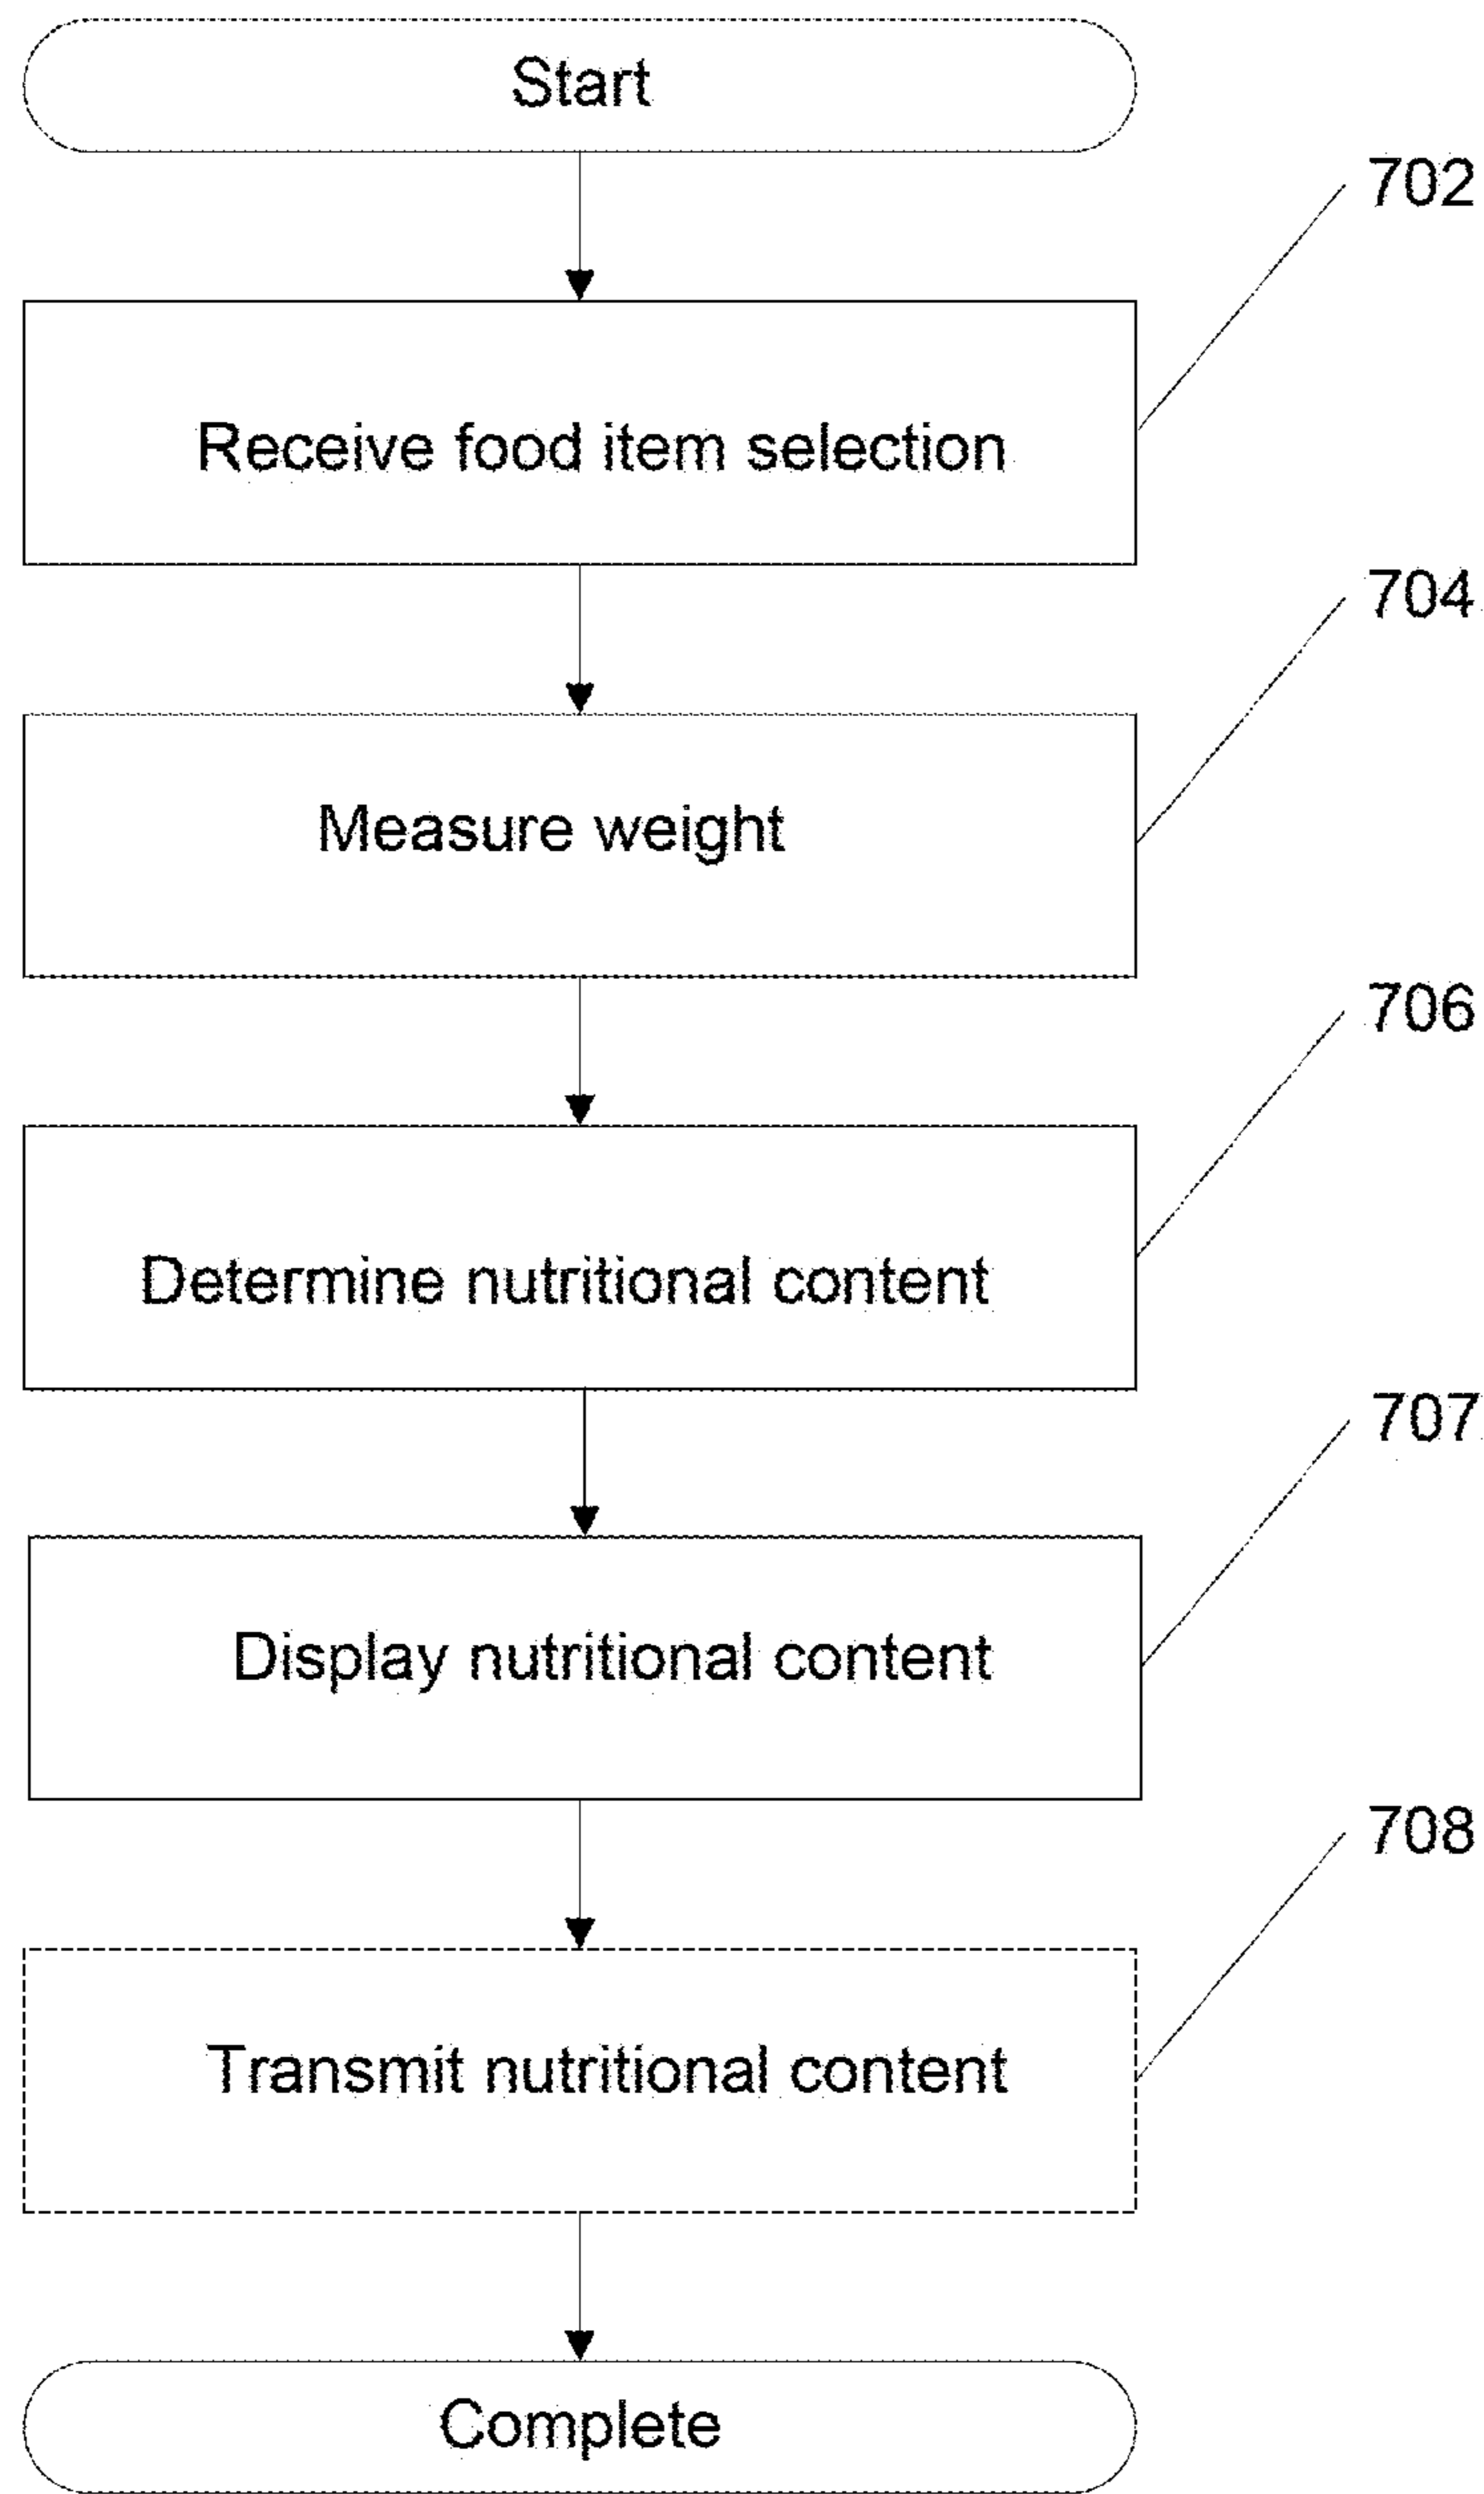 Start
702
Receive food item selection
704
Measure weight
706
Determine nutritional content
707
Display nutritional content
708
Transmit nutritional content
Complete